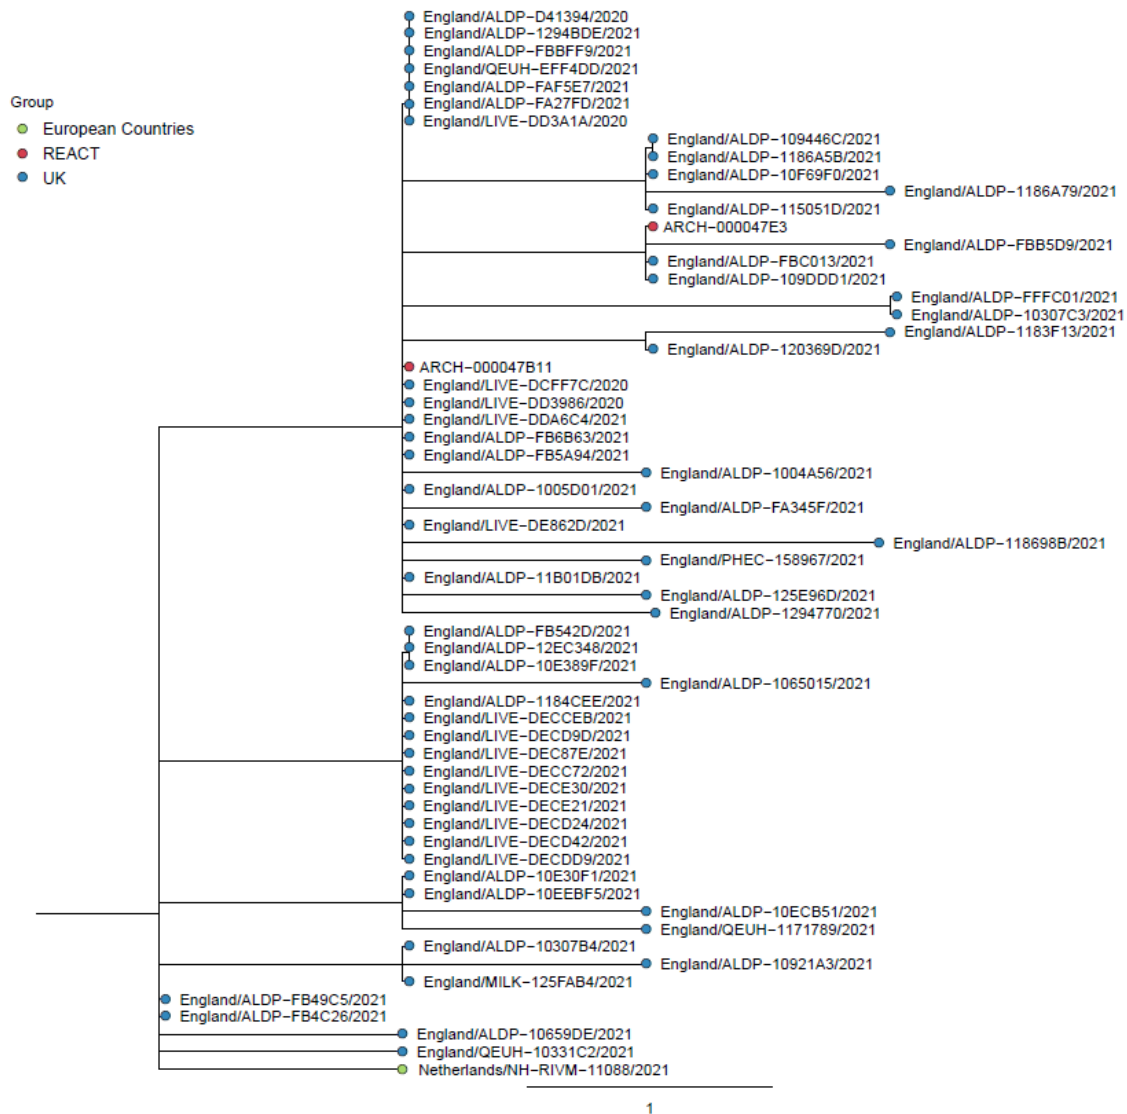 England/ALDP−D41394/2020
England/ALDP−1294BDE/2021
England/ALDP−FBBFF9/2021
England/QEUH−EFF4DD/2021
England/ALDP−FAF5E7/2021
England/ALDP−FA27FD/2021
England/LIVE−DD3A1A/2020
Group
European Countries
REACT
UK
England/ALDP−109446C/2021
England/ALDP−1186A5B/2021
England/ALDP−10F69F0/2021
England/ALDP−1186A79/2021
England/ALDP−115051D/2021
ARCH−000047E3
England/ALDP−FBB5D9/2021
England/ALDP−FBC013/2021
England/ALDP−109DDD1/2021
England/ALDP−FFFC01/2021
England/ALDP−10307C3/2021
England/ALDP−1183F13/2021
England/ALDP−120369D/2021
ARCH−000047B11
England/LIVE−DCFF7C/2020
England/LIVE−DD3986/2020
England/LIVE−DDA6C4/2021
England/ALDP−FB6B63/2021
England/ALDP−FB5A94/2021
England/ALDP−1004A56/2021
England/ALDP−1005D01/2021
England/ALDP−FA345F/2021
England/LIVE−DE862D/2021
England/ALDP−118698B/2021
England/PHEC−158967/2021
England/ALDP−11B01DB/2021
England/ALDP−125E96D/2021
England/ALDP−1294770/2021
England/ALDP−FB542D/2021
England/ALDP−12EC348/2021
England/ALDP−10E389F/2021
England/ALDP−1065015/2021
England/ALDP−1184CEE/2021
England/LIVE−DECCEB/2021
England/LIVE−DECD9D/2021
England/LIVE−DEC87E/2021
England/LIVE−DECC72/2021
England/LIVE−DECE30/2021
England/LIVE−DECE21/2021
England/LIVE−DECD24/2021
England/LIVE−DECD42/2021
England/LIVE−DECDD9/2021
England/ALDP−10E30F1/2021
England/ALDP−10EEBF5/2021
England/ALDP−10ECB51/2021
England/QEUH−1171789/2021
England/ALDP−10307B4/2021
England/ALDP−10921A3/2021
England/MILK−125FAB4/2021
England/ALDP−FB49C5/2021
England/ALDP−FB4C26/2021
England/ALDP−10659DE/2021
England/QEUH−10331C2/2021
Netherlands/NH−RIVM−11088/2021
1